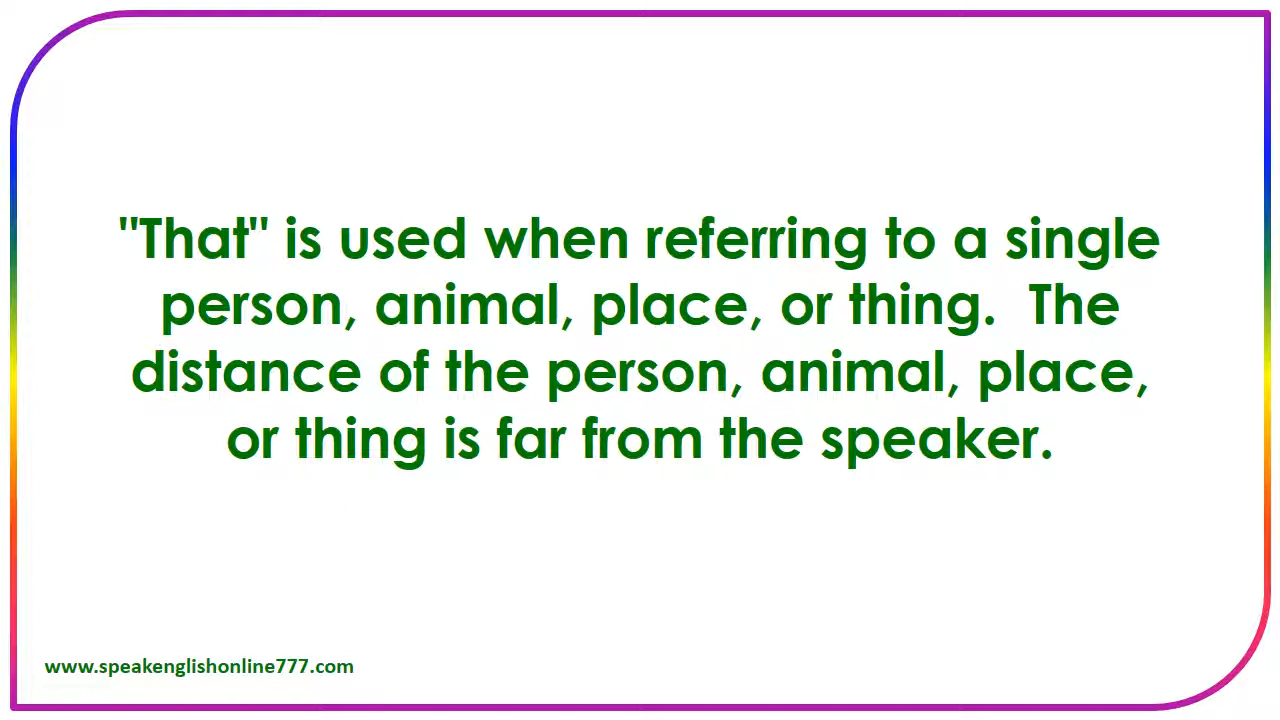 "That" is used when referring to a single
person, animal, place, or thing.  The
distance of the person, animal, place,
or thing is far from the speaker.
www.speakenglishonline777.com